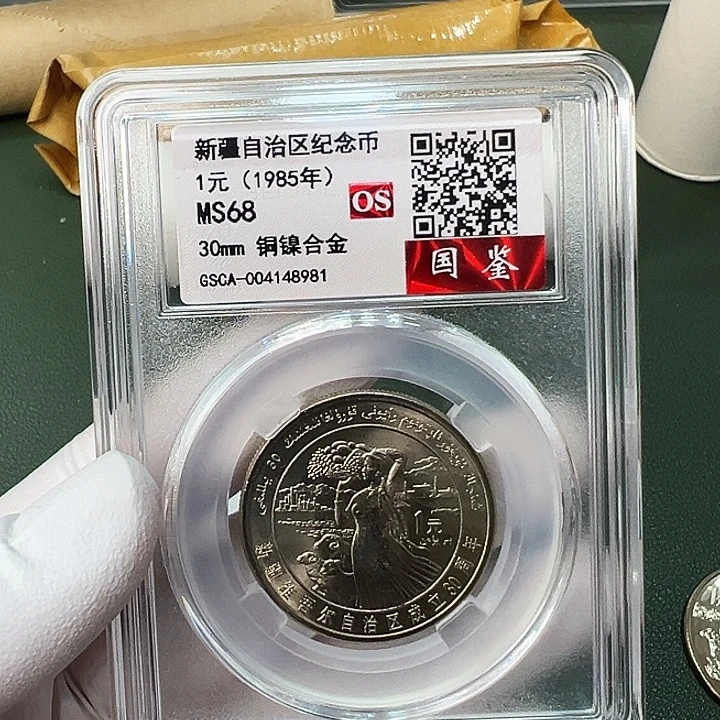 新疆自治区纪念币
1元（1985年）
MS68
OS
30mm 铜镍合金
GSCA-004148981
国鉴
1元
新疆维吾尔自治区成立30周年